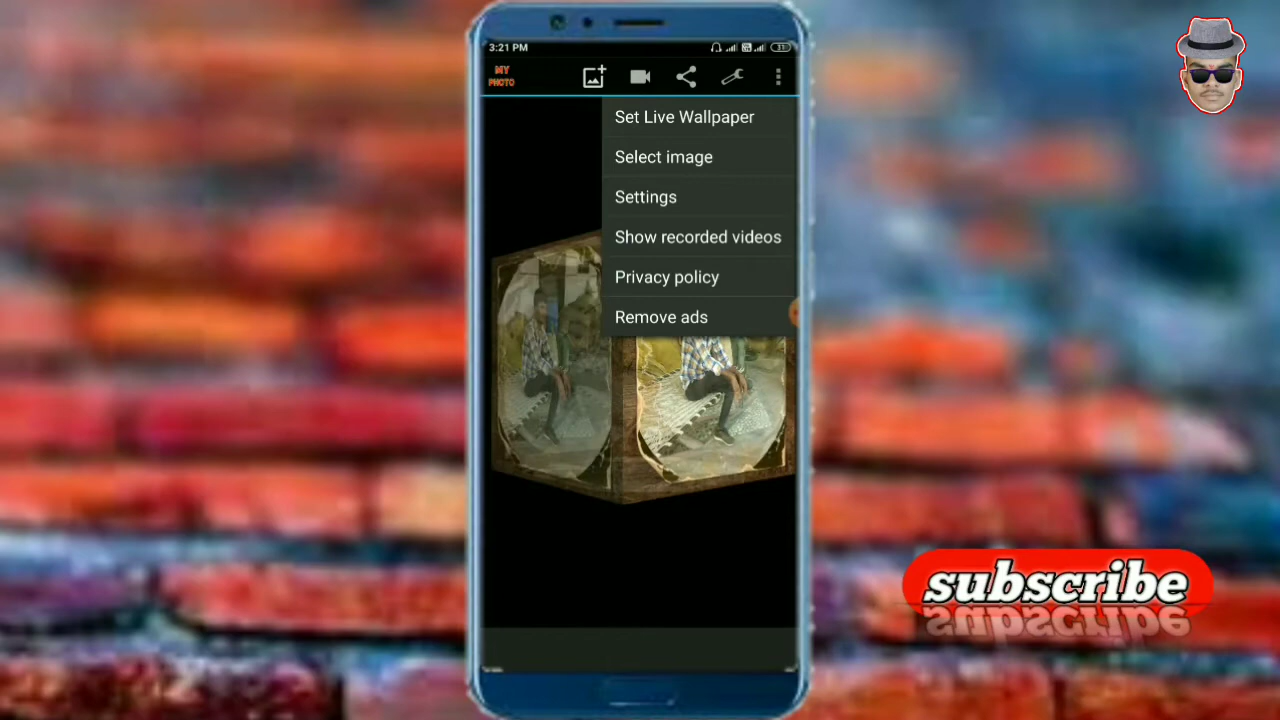 3:21 PM
31
MY
PHOTO
Set Live Wallpaper
Select image
Settings
Show recorded videos
Privacy policy
Remove ads
subscribe